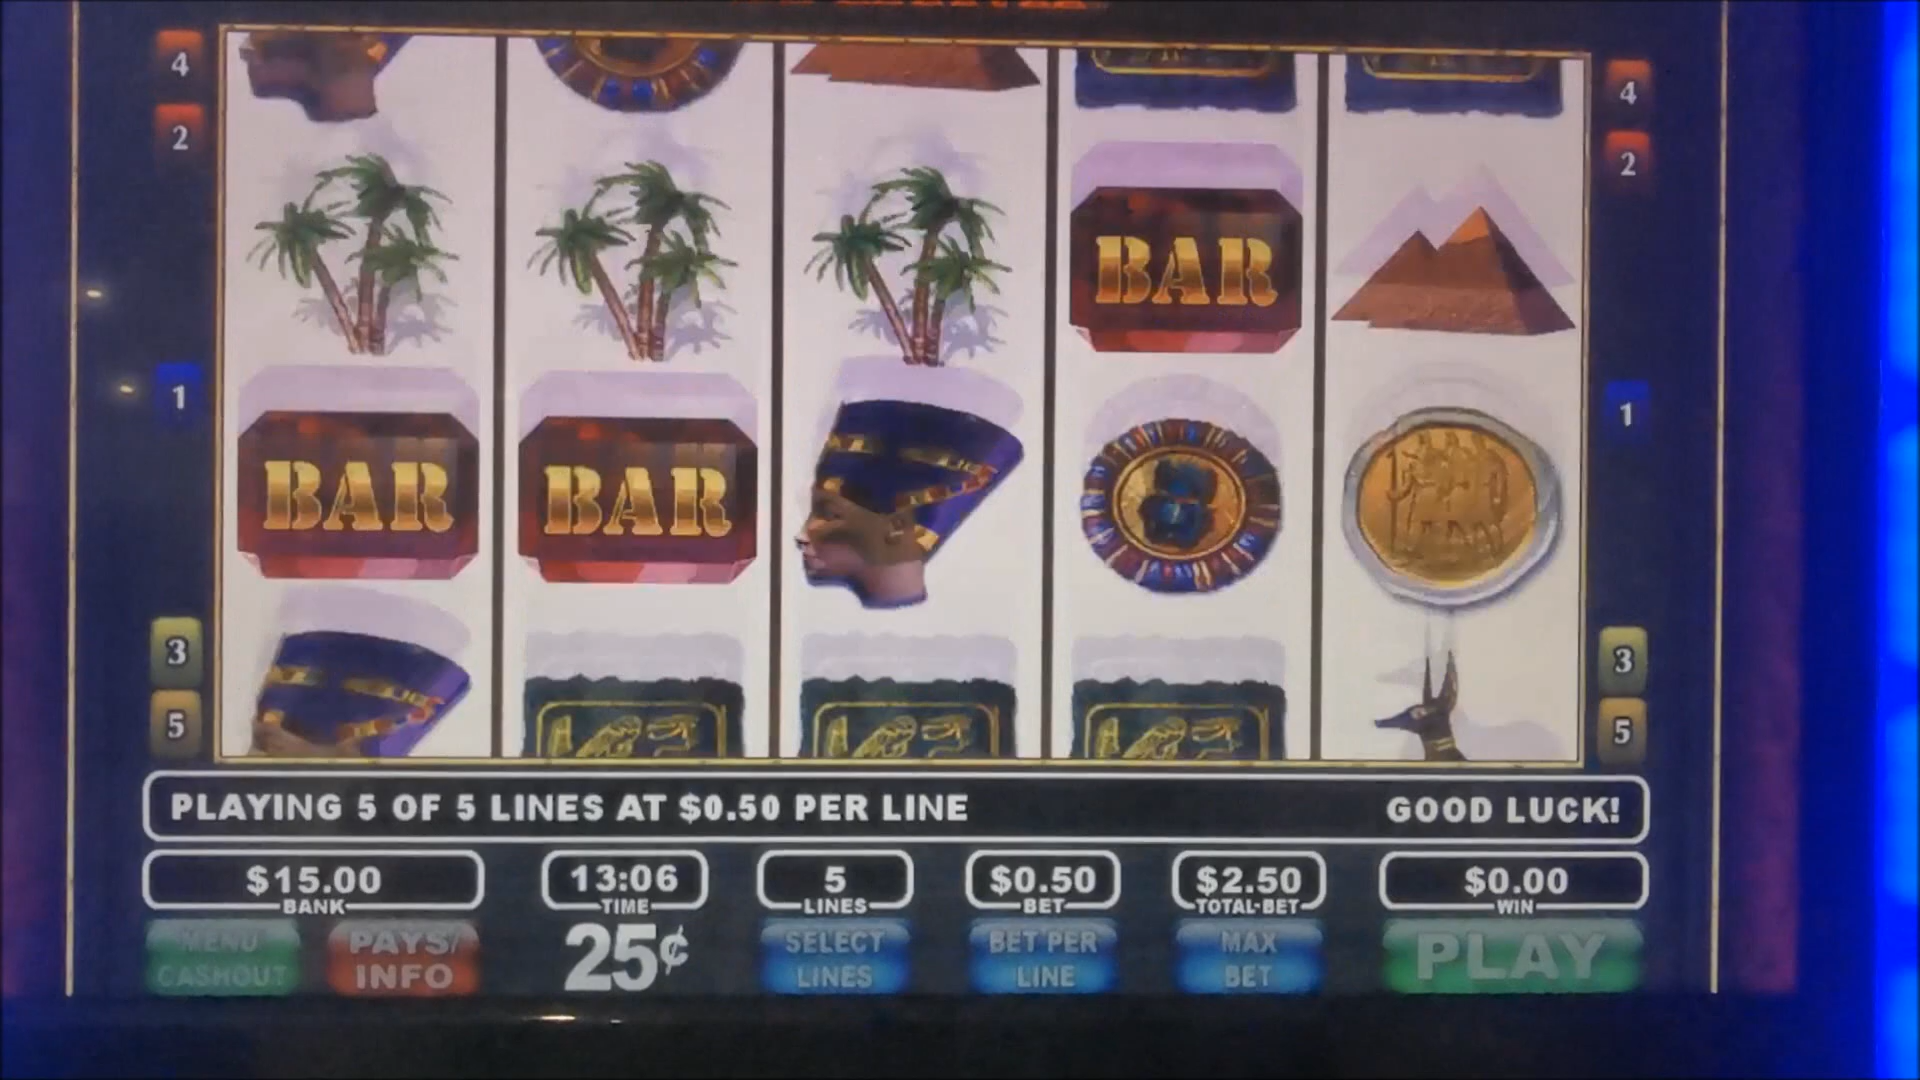 4
4
2
2
BAR
1
1
BAR BAR
3
3
5
5
PLAYING 5 OF 5 LINES AT $0.50 PER LINE GOOD LUCK!
$15.00 13:06 5 $0.50 $2.50 $0.00
BANK TIME LINES BET TOTAL-BET WIN
MENU CASHOUT
PAYS/ INFO
25¢
SELECT LINES
BET PER LINE
MAX BET
PLAY